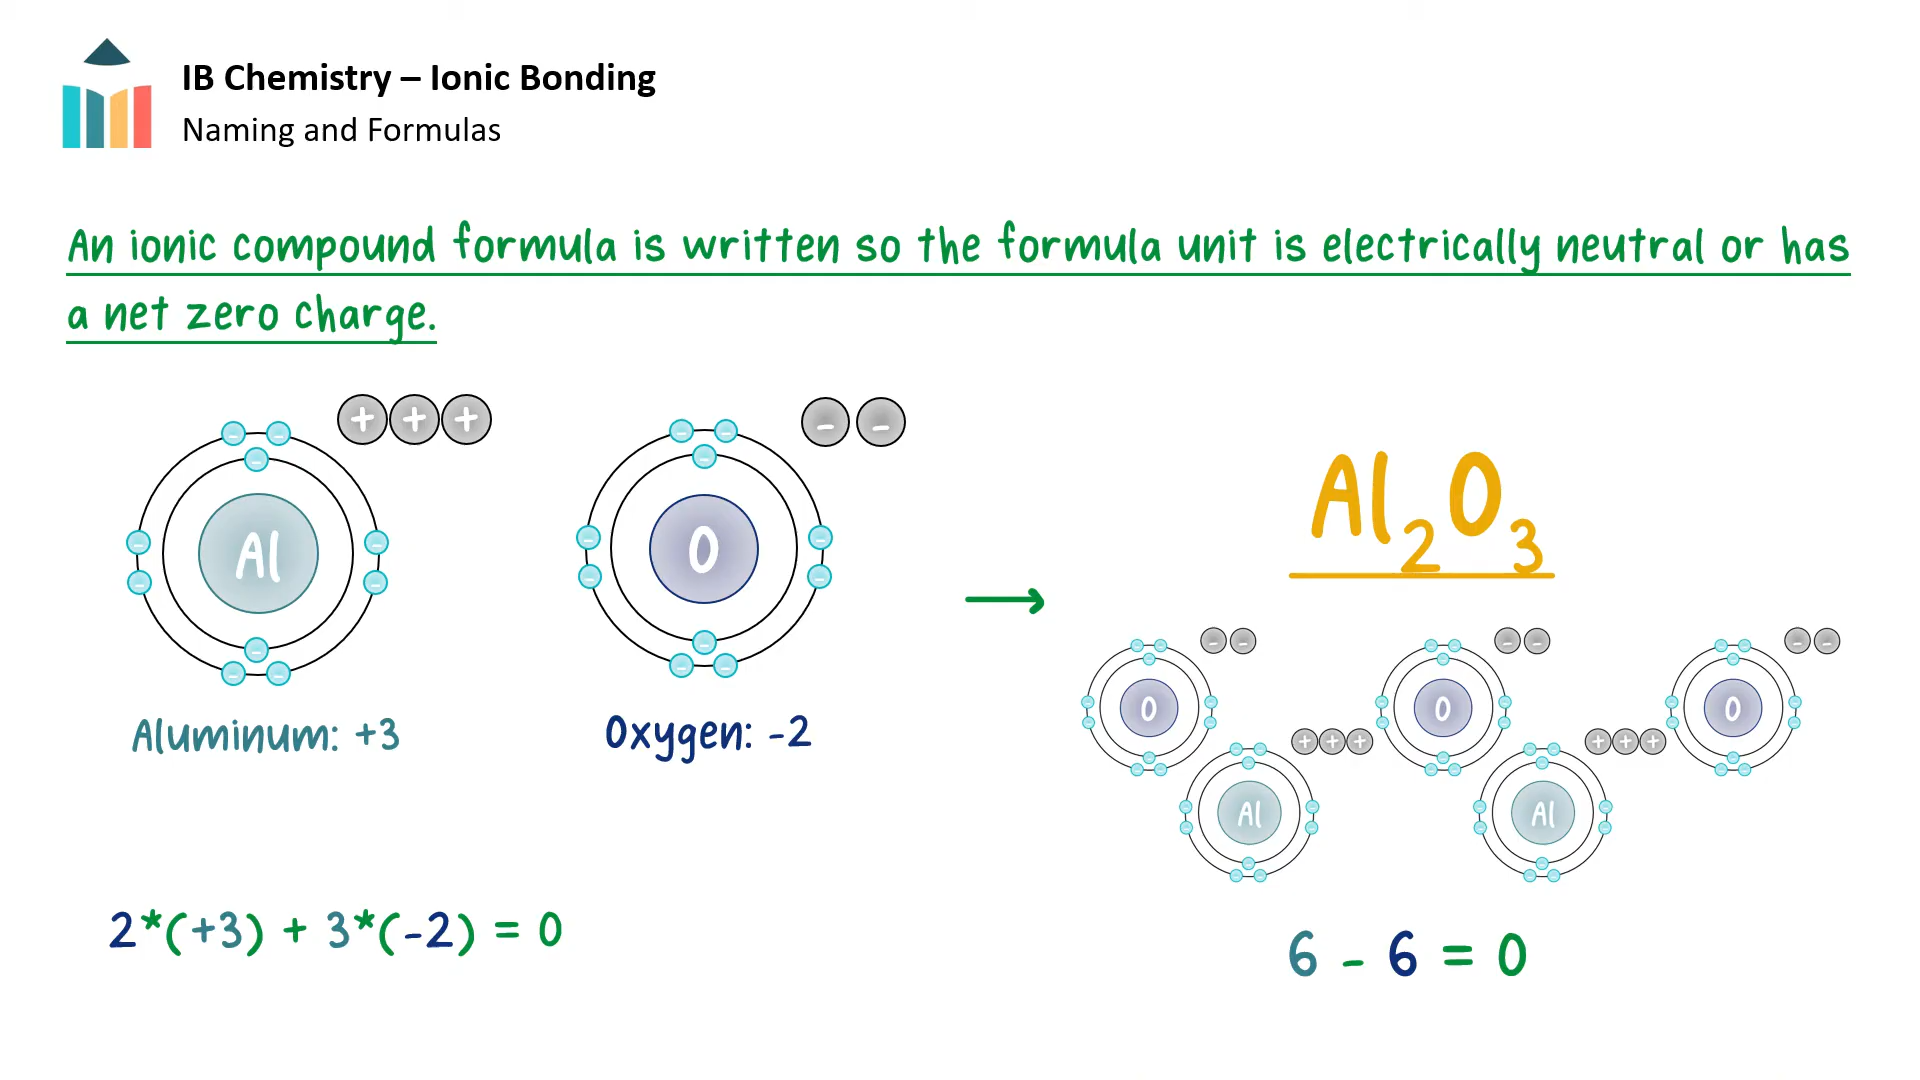 IB Chemistry – Ionic Bonding
Naming and Formulas
An ionic compound formula is written so the formula unit is electrically neutral or has
a net zero charge.
+ + +
- -
Al
O
Aluminum: +3
Oxygen: -2
Al₂O₃
- -
- -
- -
O
O
O
+ + +
+ + +
Al
Al
2*(+3) + 3*(-2) = 0
6 - 6 = 0